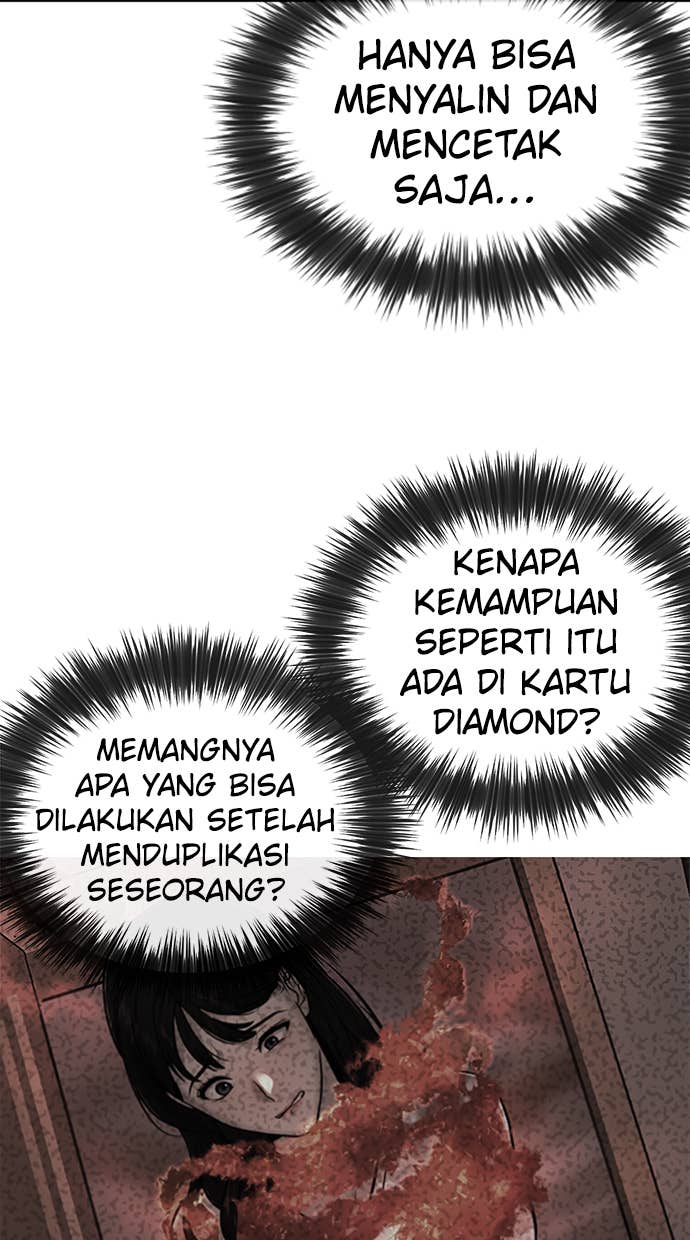 HANYA BISA
MENYALIN DAN
MENCETAK
SAJA...
KENAPA
KEMAMPUAN
SEPERTI ITU
ADA DI KARTU
DIAMOND?
MEMANGNYA
APA YANG BISA
DILAKUKAN SETELAH
MENDUPLIKASI
SESEORANG?